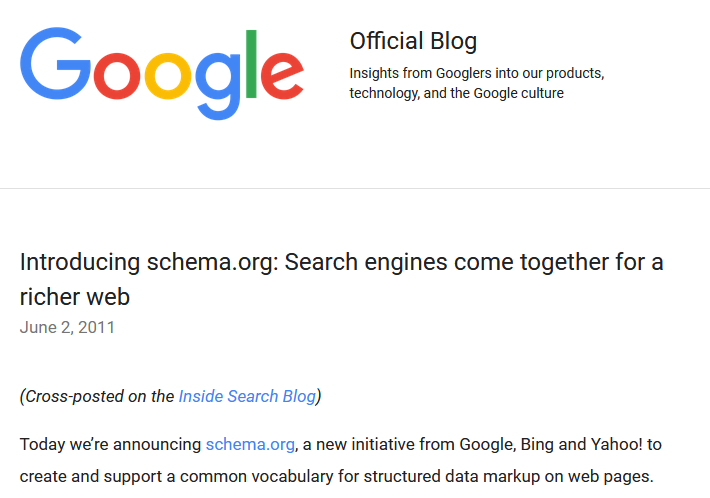 Google
Official Blog
Insights from Googlers into our products,
technology, and the Google culture
Introducing schema.org: Search engines come together for a
richer web
June 2, 2011
(Cross-posted on the Inside Search Blog)
Today we’re announcing schema.org, a new initiative from Google, Bing and Yahoo! to
create and support a common vocabulary for structured data markup on web pages.